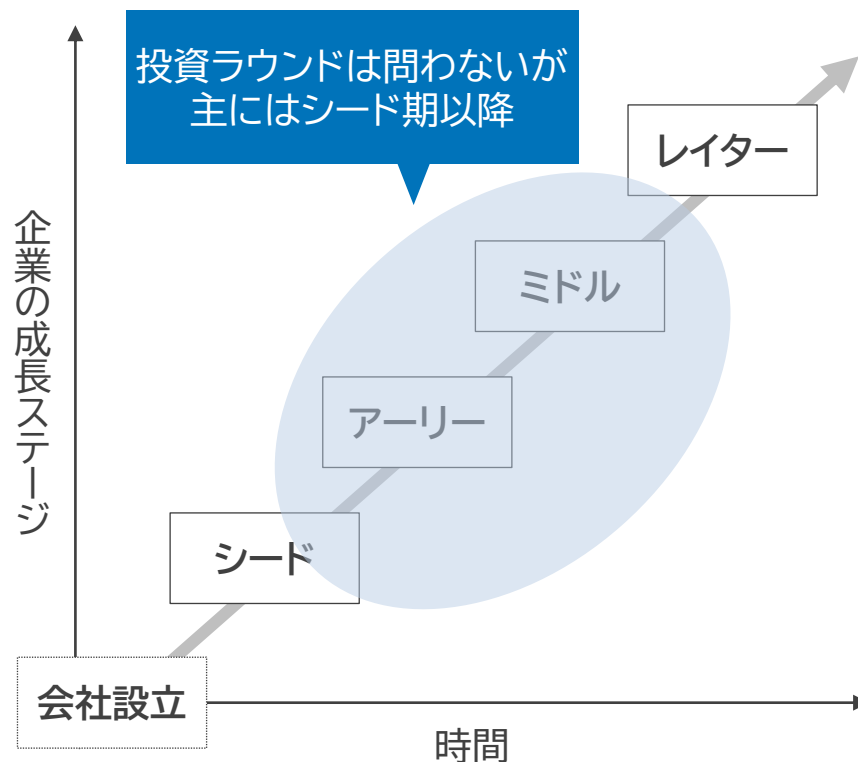 投資ラウンドは問わないが
主にはシード期以降
レイター
ミドル
アーリー
シード
会社設立
企業の成長ステージ
時間